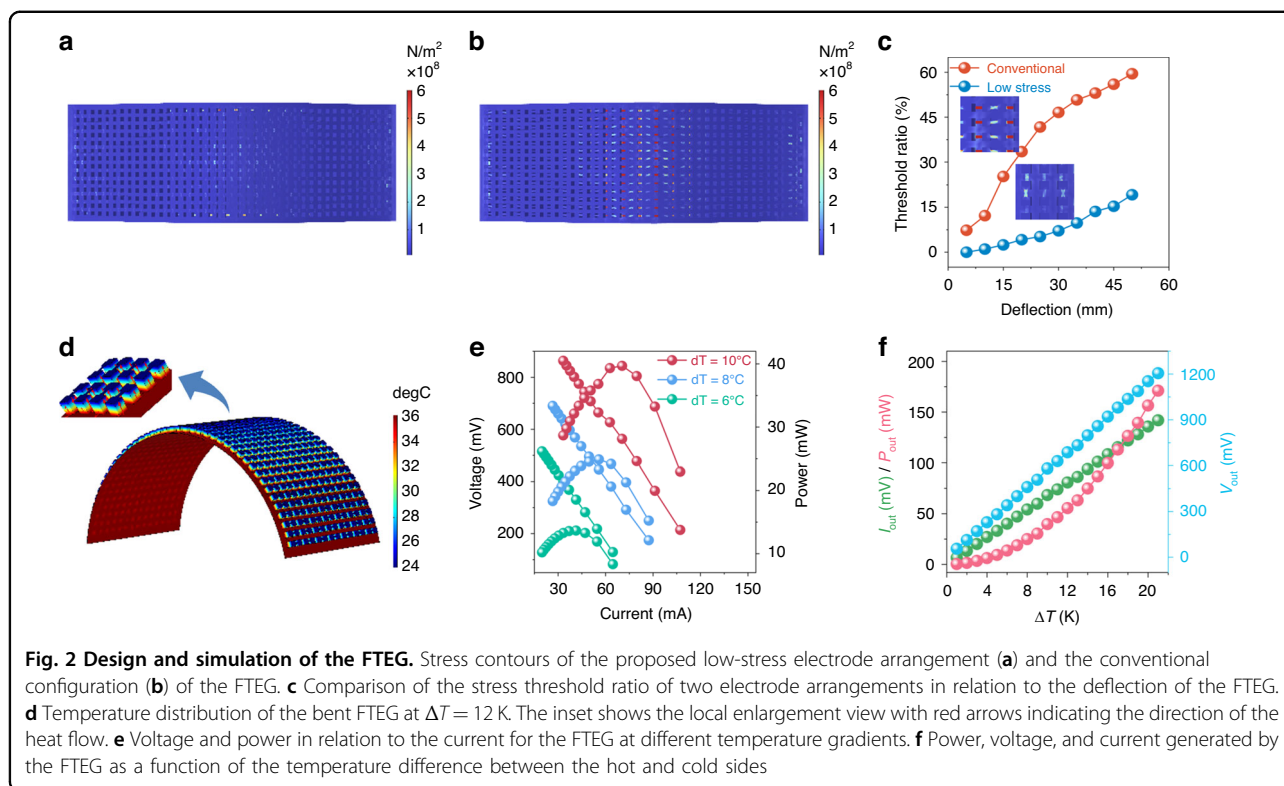 a
N/m²
×10⁸
6
5
4
3
2
1
b
N/m²
×10⁸
6
5
4
3
2
1
c
Conventional
Low stress
Threshold ratio (%)
60
45
30
15
0
0 15 30 45 60
Deflection (mm)
d
degC
36
34
32
30
28
26
24
e
dT = 10°C
dT = 8°C
dT = 6°C
Voltage (mV)
800
600
400
200
Power (mW)
40
30
20
10
30 60 90 120 150
Current (mA)
f
I_out (mV) / P_out (mW)
200
150
100
50
0
V_out (mV)
1200
900
600
300
0
4 8 12 16 20
ΔT (K)
Fig. 2 Design and simulation of the FTEG. Stress contours of the proposed low-stress electrode arrangement (a) and the conventional
configuration (b) of the FTEG. c Comparison of the stress threshold ratio of two electrode arrangements in relation to the deflection of the FTEG.
d Temperature distribution of the bent FTEG at ΔT = 12 K. The inset shows the local enlargement view with red arrows indicating the direction of the
heat flow. e Voltage and power in relation to the current for the FTEG at different temperature gradients. f Power, voltage, and current generated by
the FTEG as a function of the temperature difference between the hot and cold sides